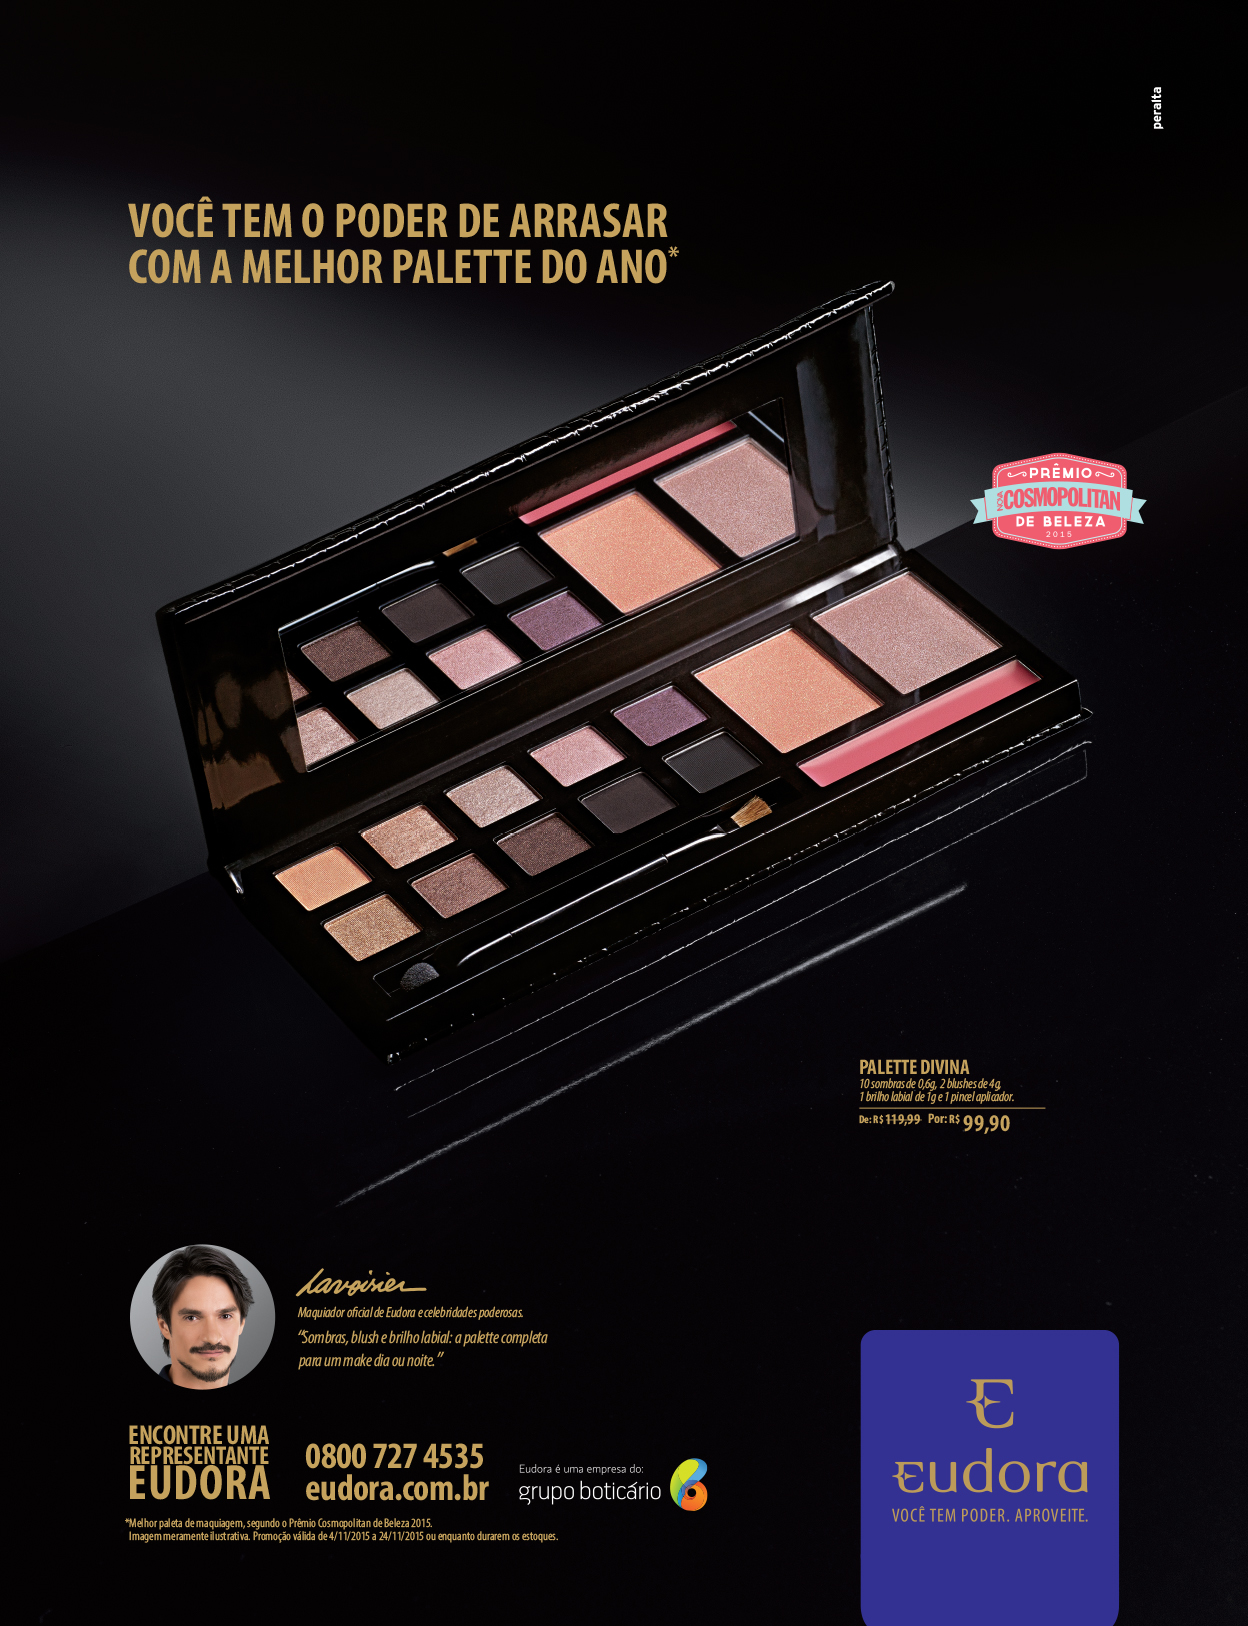 peralta
VOCÊ TEM O PODER DE ARRASAR
COM A MELHOR PALETTE DO ANO*
PRÊMIO
NOVA
COSMOPOLITAN
DE BELEZA
2015
PALETTE DIVINA
10 sombras de 0,6g, 2 blushes de 4g,
1 brilho labial de 1g e 1 pincel aplicador.
De: R$ 119,99 Por: R$ 99,90
Lavoisier
Maquiador oficial de Eudora e celebridades poderosas.
“Sombras, blush e brilho labial: a palette completa
para um make dia ou noite.”
ENCONTRE UMA
REPRESENTANTE
EUDORA
0800 727 4535
eudora.com.br
Eudora é uma empresa do:
grupo boticário
E
eudora
VOCÊ TEM PODER. APROVEITE.
*Melhor paleta de maquiagem, segundo o Prêmio Cosmopolitan de Beleza 2015.
Imagem meramente ilustrativa. Promoção válida de 4/11/2015 a 24/11/2015 ou enquanto durarem os estoques.